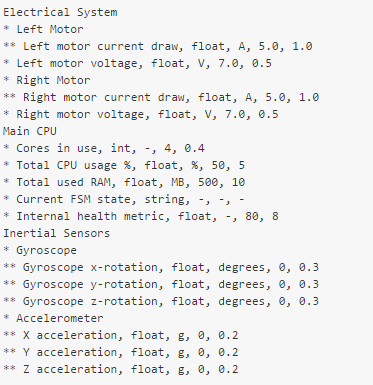 Electrical System
* Left Motor
** Left motor current draw, float, A, 5.0, 1.0
* Left motor voltage, float, V, 7.0, 0.5
* Right Motor
** Right motor current draw, float, A, 5.0, 1.0
* Right motor voltage, float, V, 7.0, 0.5
Main CPU
* Cores in use, int, -, 4, 0.4
* Total CPU usage %, float, %, 50, 5
* Total used RAM, float, MB, 500, 10
* Current FSM state, string, -, -, -
* Internal health metric, float, -, 80, 8
Inertial Sensors
* Gyroscope
** Gyroscope x-rotation, float, degrees, 0, 0.3
** Gyroscope y-rotation, float, degrees, 0, 0.3
** Gyroscope z-rotation, float, degrees, 0, 0.3
* Accelerometer
** X acceleration, float, g, 0, 0.2
** Y acceleration, float, g, 0, 0.2
** Z acceleration, float, g, 0, 0.2